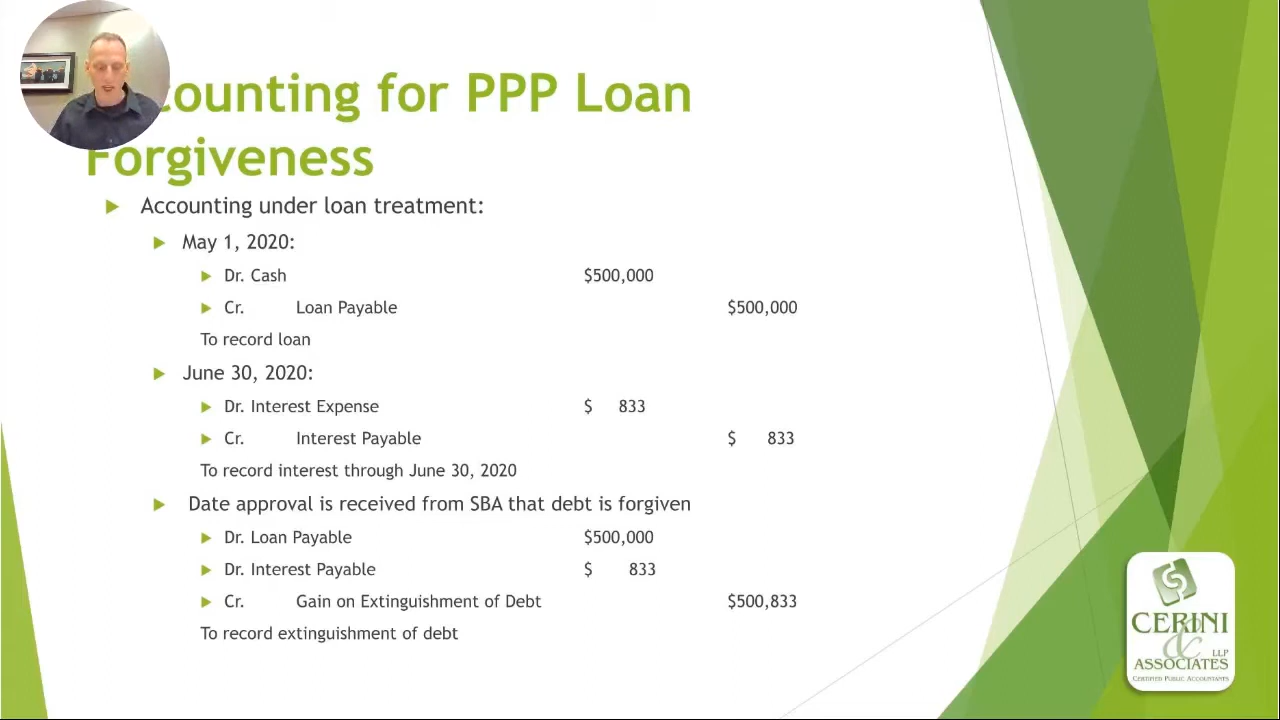 counting for PPP Loan
Forgiveness
Accounting under loan treatment:
May 1, 2020:
Dr. Cash $500,000
Cr. Loan Payable $500,000
To record loan
June 30, 2020:
Dr. Interest Expense $ 833
Cr. Interest Payable $ 833
To record interest through June 30, 2020
Date approval is received from SBA that debt is forgiven
Dr. Loan Payable $500,000
Dr. Interest Payable $ 833
Cr. Gain on Extinguishment of Debt $500,833
To record extinguishment of debt
CERINI
&
LLP
ASSOCIATES
CERTIFIED PUBLIC ACCOUNTANTS